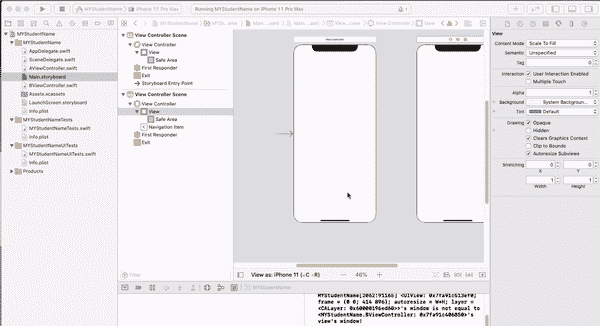 MYStudentName
iPhone 11 Pro Max
Running MYStudentName on iPhone 11 Pro Max
1
MYStudentName
MYStudentName
AppDelegate.swift
SceneDelegate.swift
AViewController.swift
Main.storyboard
BViewController.swift
Assets.xcassets
LaunchScreen.storyboard
Info.plist
MYStudentNameTests
MYStudentNameTests.swift
Info.plist
MYStudentNameUITests
MYStudentNameUITests.swift
Info.plist
Products
View Controller Scene
View Controller
View
Safe Area
First Responder
Exit
Storyboard Entry Point
View Controller Scene
View Controller
View
Safe Area
Navigation Item
First Responder
Exit
Filter
View as: iPhone 11
46%
View
Content Mode Scale To Fill
Semantic Unspecified
Tag 0
Interaction User Interaction Enabled
Multiple Touch
Alpha 1
Background System Backgroun...
Tint Default
Drawing Opaque
Hidden
Clears Graphics Context
Clip to Bounds
Autoresize Subviews
Stretching 0 0
X Y
1 1
Width Height
MYStudentName
MYStudentName[2062:91165] <UIView: 0x7fa91c513ef0;
frame = (0 0; 414 896); autoresize = W+H; layer =
<CALayer: 0x60000196ed60>>'s window is not equal to
<MYStudentName.BViewController: 0x7fa91c406850>'s
view's window!